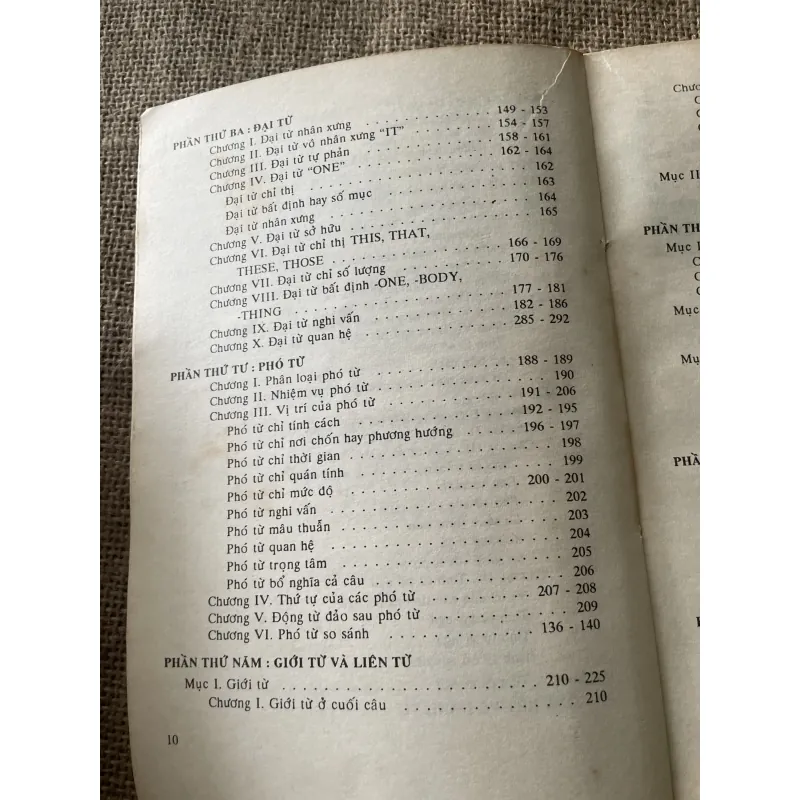 PHẦN THỨ BA : ĐẠI TỪ
Chương I. Đại từ nhân xưng . . . . . . . . . . . . . . 149 - 153
Chương II. Đại từ vô nhân xưng "IT" . . . . . . . . 154 - 157
Chương III. Đại từ tự phản . . . . . . . . . . . . . . 158 - 161
Chương IV. Đại từ "ONE" . . . . . . . . . . . . . . . 162 - 164
Đại từ chỉ thị . . . . . . . . . . . . . . . . . . . . 162
Đại từ bất định hay số mục . . . . . . . . . . . . . 163
Đại từ nhân xưng . . . . . . . . . . . . . . . . . . 164
Chương V. Đại từ sở hữu . . . . . . . . . . . . . . . 165
Chương VI. Đại từ chỉ thị THIS, THAT,
THESE, THOSE . . . . . . . . . . . . . . . . . 166 - 169
Chương VII. Đại từ chỉ số lượng . . . . . . . . . . 170 - 176
Chương VIII. Đại từ bất định -ONE, -BODY,
-THING . . . . . . . . . . . . . . . . . . . . 177 - 181
Chương IX. Đại từ nghi vấn . . . . . . . . . . . . . 182 - 186
Chương X. Đại từ quan hệ . . . . . . . . . . . . . . 285 - 292
PHẦN THỨ TƯ : PHÓ TỪ
Chương I. Phân loại phó từ . . . . . . . . . . . . . 188 - 189
Chương II. Nhiệm vụ phó từ . . . . . . . . . . . . . 190
Chương III. Vị trí của phó từ . . . . . . . . . . . . 191 - 206
Phó từ chỉ tính cách . . . . . . . . . . . . . . . . 192 - 195
Phó từ chỉ nơi chốn hay phương hướng . . . . . . 196 - 197
Phó từ chỉ thời gian . . . . . . . . . . . . . . . . 198
Phó từ chỉ quán tính . . . . . . . . . . . . . . . . 199
Phó từ chỉ mức độ . . . . . . . . . . . . . . . . . 200 - 201
Phó từ nghi vấn . . . . . . . . . . . . . . . . . . 202
Phó từ mâu thuẫn . . . . . . . . . . . . . . . . . 203
Phó từ quan hệ . . . . . . . . . . . . . . . . . . 204
Phó từ trọng tâm . . . . . . . . . . . . . . . . . 205
Phó từ bổ nghĩa cả câu . . . . . . . . . . . . . . 206
Chương IV. Thứ tự của các phó từ . . . . . . . . . 207 - 208
Chương V. Động từ đảo sau phó từ . . . . . . . . . 209
Chương VI. Phó từ so sánh . . . . . . . . . . . . . 136 - 140
PHẦN THỨ NĂM : GIỚI TỪ VÀ LIÊN TỪ
Mục I. Giới từ . . . . . . . . . . . . . . . . . . . . 210 - 225
Chương I. Giới từ ở cuối câu . . . . . . . . . . . . 210
10
Chươ
Mục II
PHẦN TH
Mục I
Mục
Mục
PHẦ